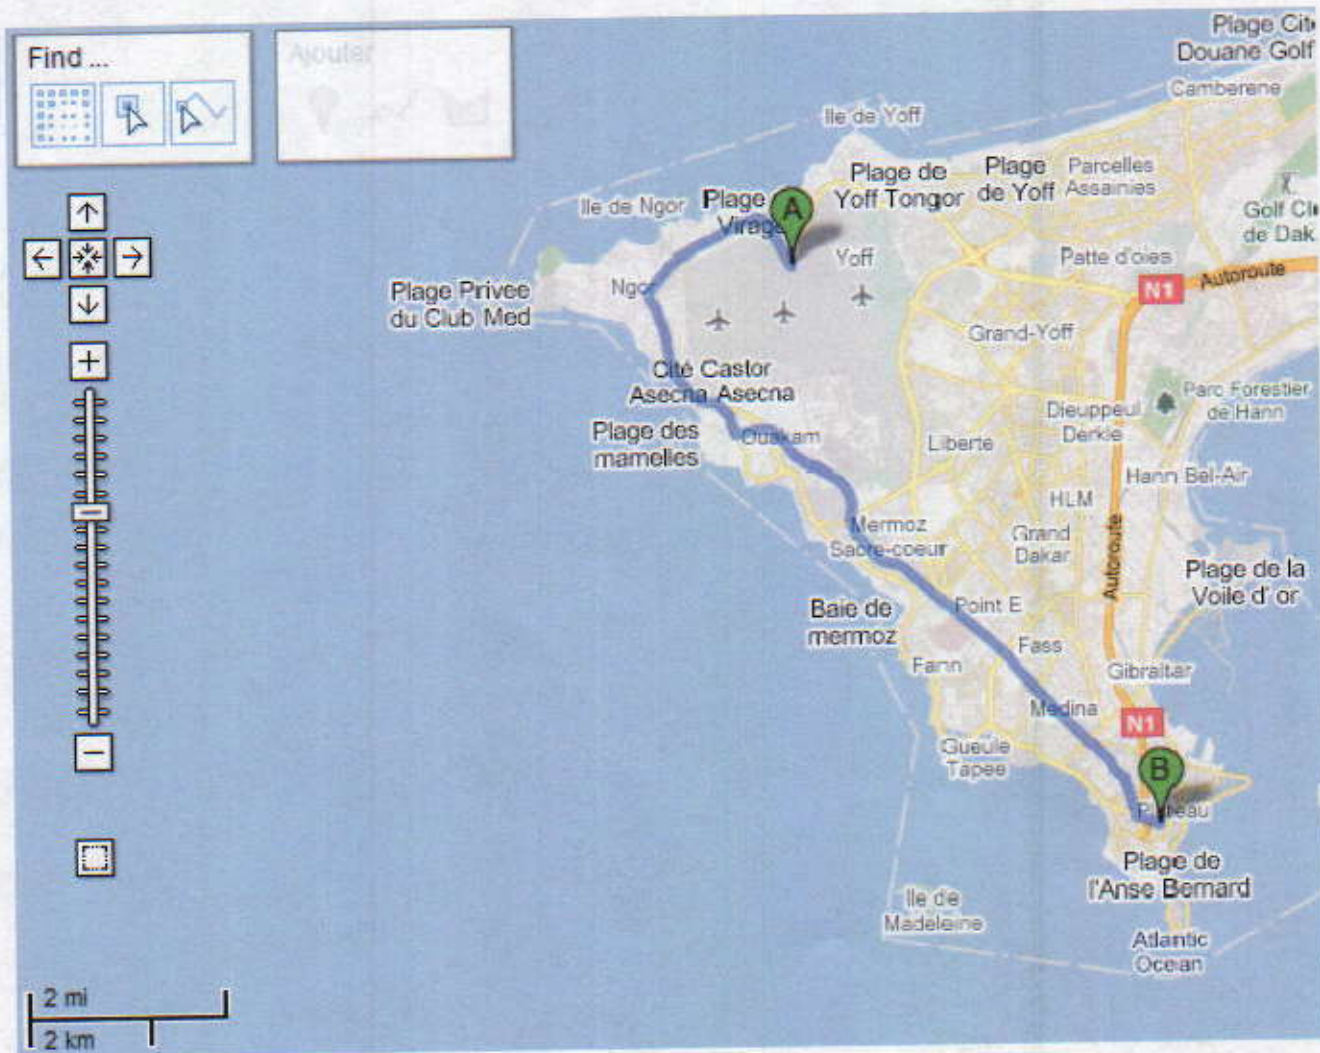 Find ...
Ajouter
Plage Cit
Douane Golf
Camberene
Ile de Yoff
Plage de
Yoff Tongor
Plage
de Yoff
Parcelles
Assainies
Ile de Ngor
Plage
Virage
A
Golf Cl
de Dak
Yoff
Patte d'oies
N1
Autoroute
Plage Privee
du Club Med
Ngor
Grand-Yoff
Cité Castor
Asecna Asecna
Parc Forestier
de Hann
Dieuppeul
Derkle
Plage des
mamelles
Ouakam
Liberte
Hann Bel-Air
HLM
Mermoz
Sacre-coeur
Grand
Dakar
Autoroute
Plage de la
Voile d' or
Baie de
mermoz
Point E
Fass
Fann
Gibraltar
Medina
N1
Gueule
Tapee
B
Plateau
Plage de
l'Anse Bernard
Ile de
Madeleine
Atlantic
Ocean
2 mi
2 km